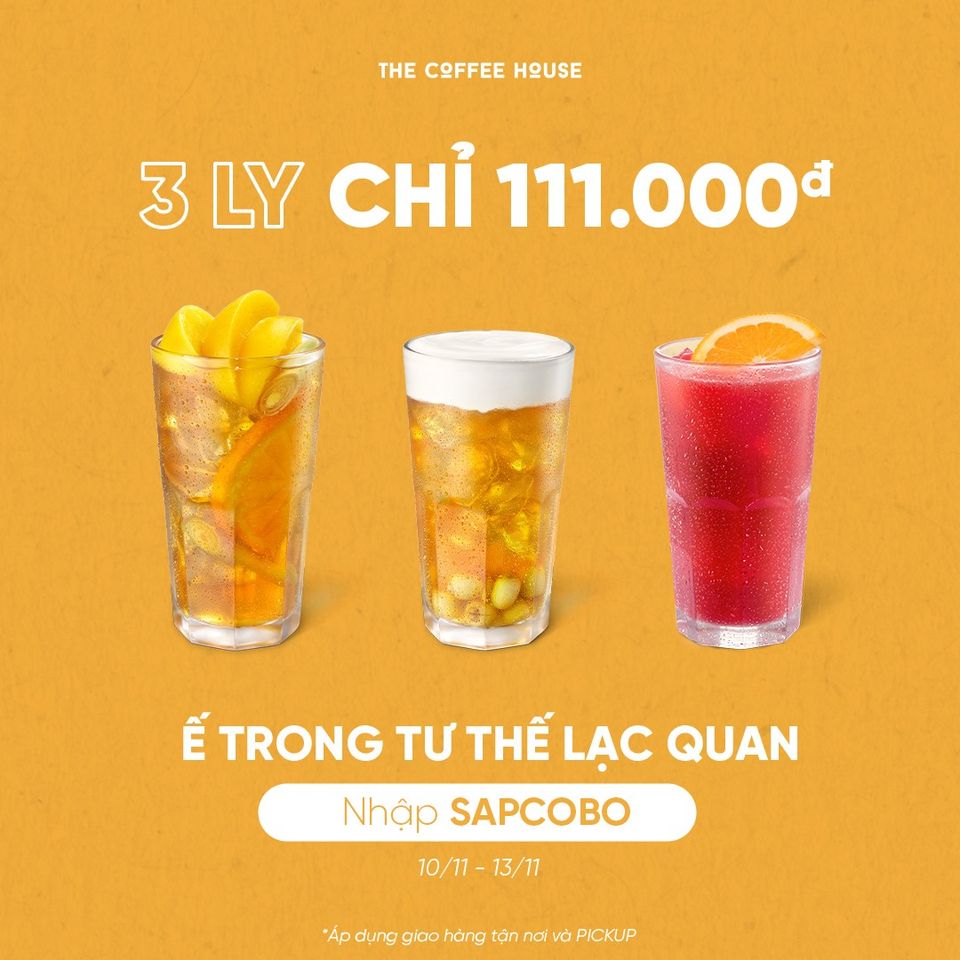 THE COFFEE HOUSE
3 LY CHỈ 111.000đ
Ế TRONG TƯ THẾ LẠC QUAN
Nhập SAPCOBO
10/11 - 13/11
*Áp dụng giao hàng tận nơi và PICKUP